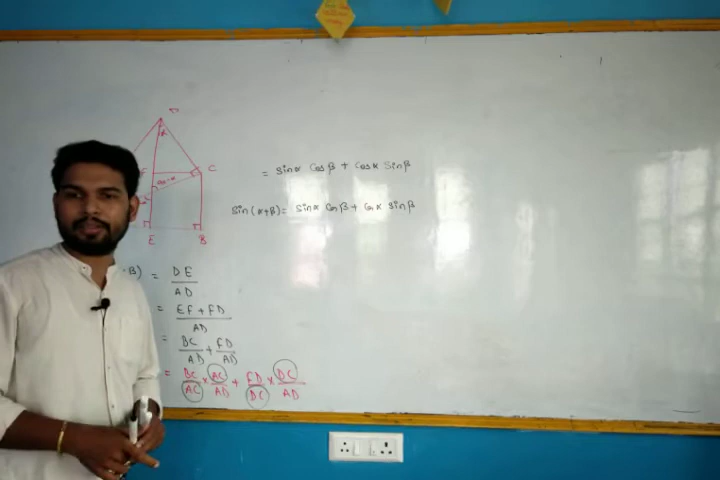 D
α
F
C
90-α
E
B
= sinα cosβ + cosα sinβ
sin(α+β) = sinα cosβ + cosα sinβ
B) = DE/AD
= EF+FD/AD
= BC/AD + FD/AD
= BC/AC × AC/AD + FD/DC × DC/AD